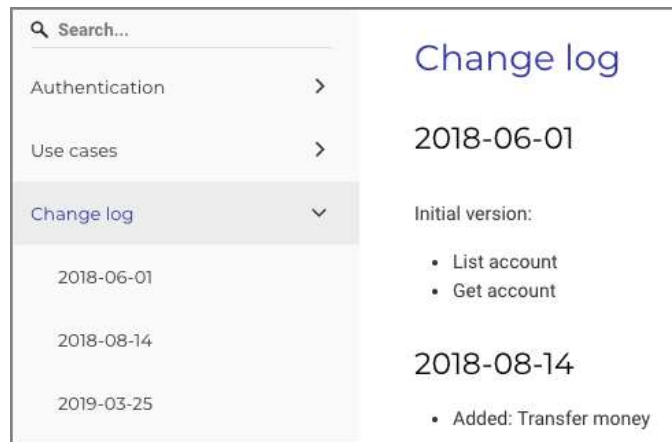 Search...
Authentication
Use cases
Change log
2018-06-01
2018-08-14
2019-03-25
Change log
2018-06-01
Initial version:
• List account
• Get account
2018-08-14
• Added: Transfer money